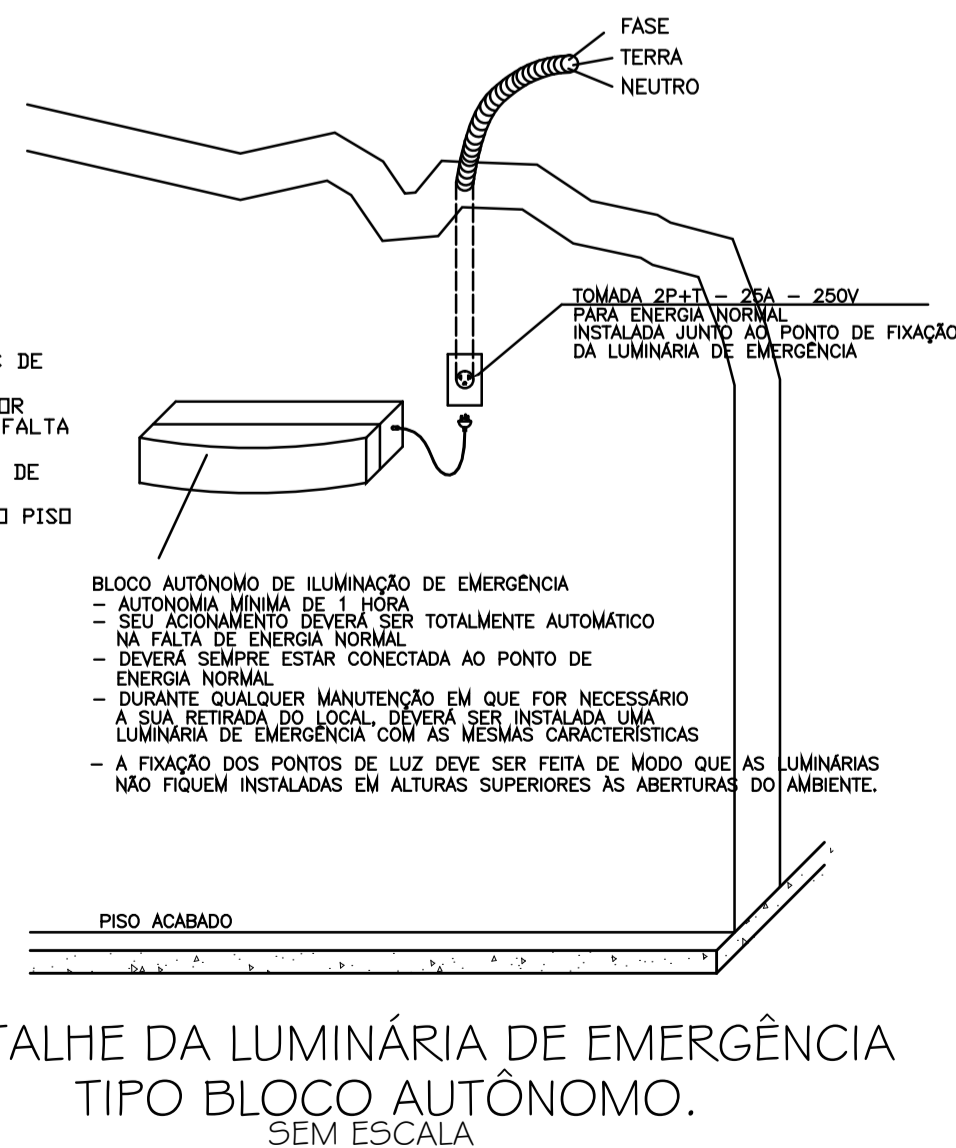 FASE
TERRA
NEUTRO
TOMADA 2P+T – 25A – 250V
PARA ENERGIA NORMAL
INSTALADA JUNTO AO PONTO DE FIXAÇÃO
DA LUMINÁRIA DE EMERGÊNCIA
DE
OR
FALTA
DE
O PISO
BLOCO AUTÔNOMO DE ILUMINAÇÃO DE EMERGÊNCIA
– AUTONOMIA MÍNIMA DE 1 HORA
– SEU ACIONAMENTO DEVERÁ SER TOTALMENTE AUTOMÁTICO
NA FALTA DE ENERGIA NORMAL
– DEVERÁ SEMPRE ESTAR CONECTADA AO PONTO DE
ENERGIA NORMAL
– DURANTE QUALQUER MANUTENÇÃO EM QUE FOR NECESSÁRIO
A SUA RETIRADA DO LOCAL, DEVERÁ SER INSTALADA UMA
LUMINÁRIA DE EMERGÊNCIA COM AS MESMAS CARACTERÍSTICAS
– A FIXAÇÃO DOS PONTOS DE LUZ DEVE SER FEITA DE MODO QUE AS LUMINÁRIAS
NÃO FIQUEM INSTALADAS EM ALTURAS SUPERIORES ÀS ABERTURAS DO AMBIENTE.
PISO ACABADO
TALHE DA LUMINÁRIA DE EMERGÊNCIA
TIPO BLOCO AUTÔNOMO.
SEM ESCALA